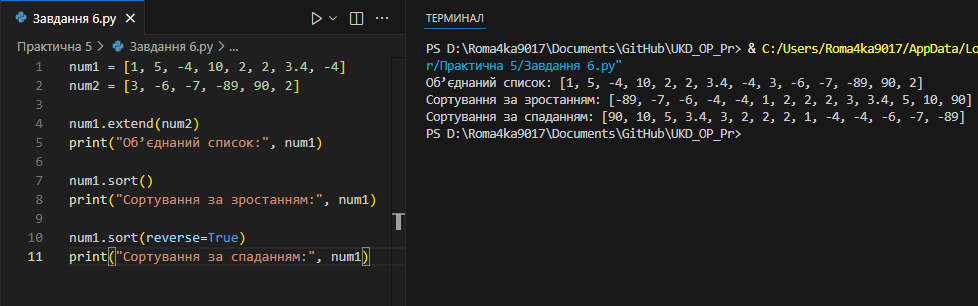 Завдання 6.py
Практична 5 > Завдання 6.py > ...
1 num1 = [1, 5, -4, 10, 2, 2, 3.4, -4]
2 num2 = [3, -6, -7, -89, 90, 2]
3
4 num1.extend(num2)
5 print("Об’єднаний список:", num1)
6
7 num1.sort()
8 print("Сортування за зростанням:", num1)
9
10 num1.sort(reverse=True)
11 print("Сортування за спаданням:", num1)
ТЕРМІНАЛ
PS D:\Roma4ka9017\Documents\GitHub\UKD_OP_Pr> & C:/Users/Roma4ka9017/AppData/Lo
r/Практична 5/Завдання 6.py"
Об’єднаний список: [1, 5, -4, 10, 2, 2, 3.4, -4, 3, -6, -7, -89, 90, 2]
Сортування за зростанням: [-89, -7, -6, -4, -4, 1, 2, 2, 2, 3, 3.4, 5, 10, 90]
Сортування за спаданням: [90, 10, 5, 3.4, 3, 2, 2, 2, 1, -4, -4, -6, -7, -89]
PS D:\Roma4ka9017\Documents\GitHub\UKD_OP_Pr>